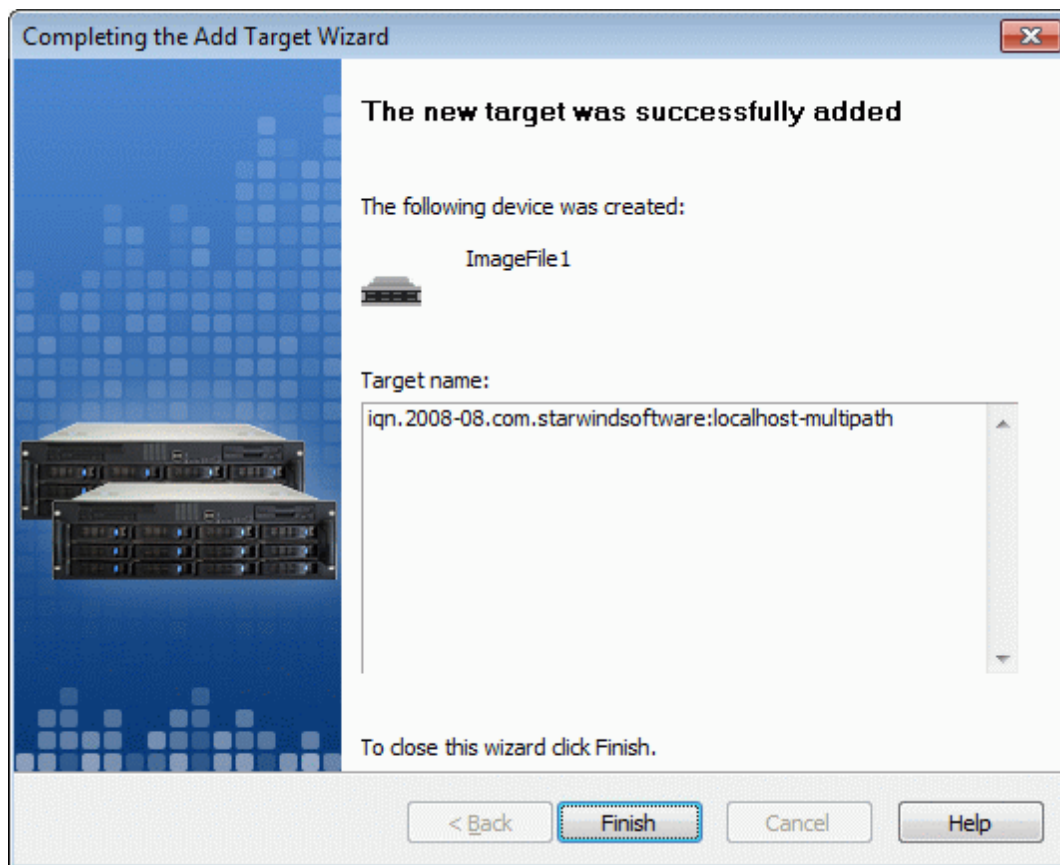 Completing the Add Target Wizard
The new target was successfully added
The following device was created:
ImageFile1
Target name:
iqn.2008-08.com.starwindsoftware:localhost-multipath
To close this wizard click Finish.
< Back
Finish
Cancel
Help